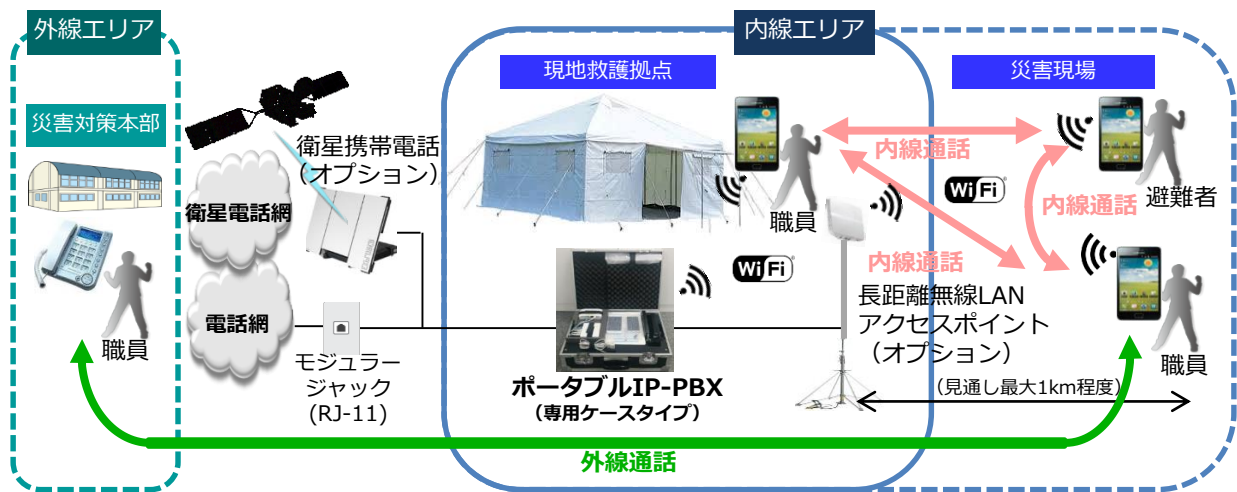 外線エリア
内線エリア
災害対策本部
現地救護拠点
災害現場
衛星携帯電話
（オプション）
衛星電話網
電話網
モジュラー
ジャック
(RJ-11)
職員
ポータブルIP-PBX
（専用ケースタイプ）
Wi Fi
職員
内線通話
内線通話
内線通話
Wi Fi
避難者
職員
長距離無線LAN
アクセスポイント
（オプション）
（見通し最大1km程度）
外線通話